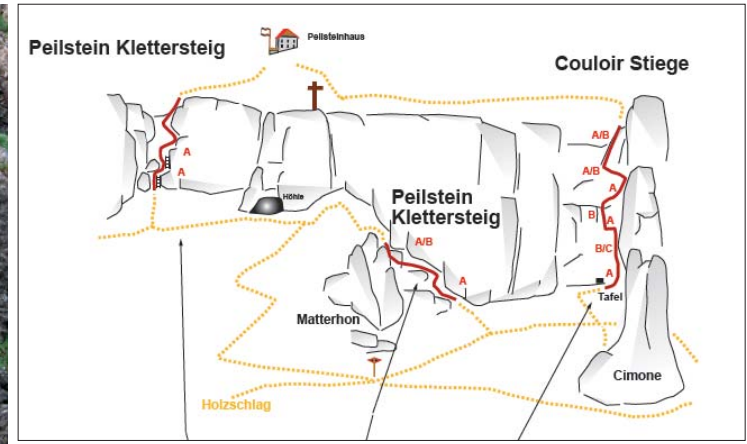 Peilstein Klettersteig
Peilsteinhaus
Couloir Stiege
A
A
Höhle
Peilstein
Klettersteig
A/B
A
A/B
A/B
A
B
A
B/C
A
Tafel
Matterhon
Cimone
Holzschlag